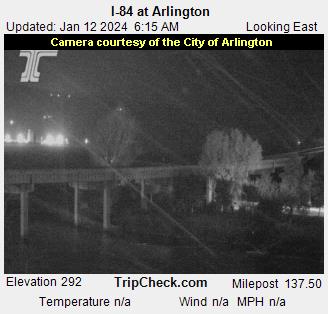 I-84 at Arlington
Updated: Jan 12 2024 6:15 AM Looking East
Camera courtesy of the City of Arlington
Elevation 292 TripCheck.com Milepost 137.50
Temperature n/a Wind n/a MPH n/a